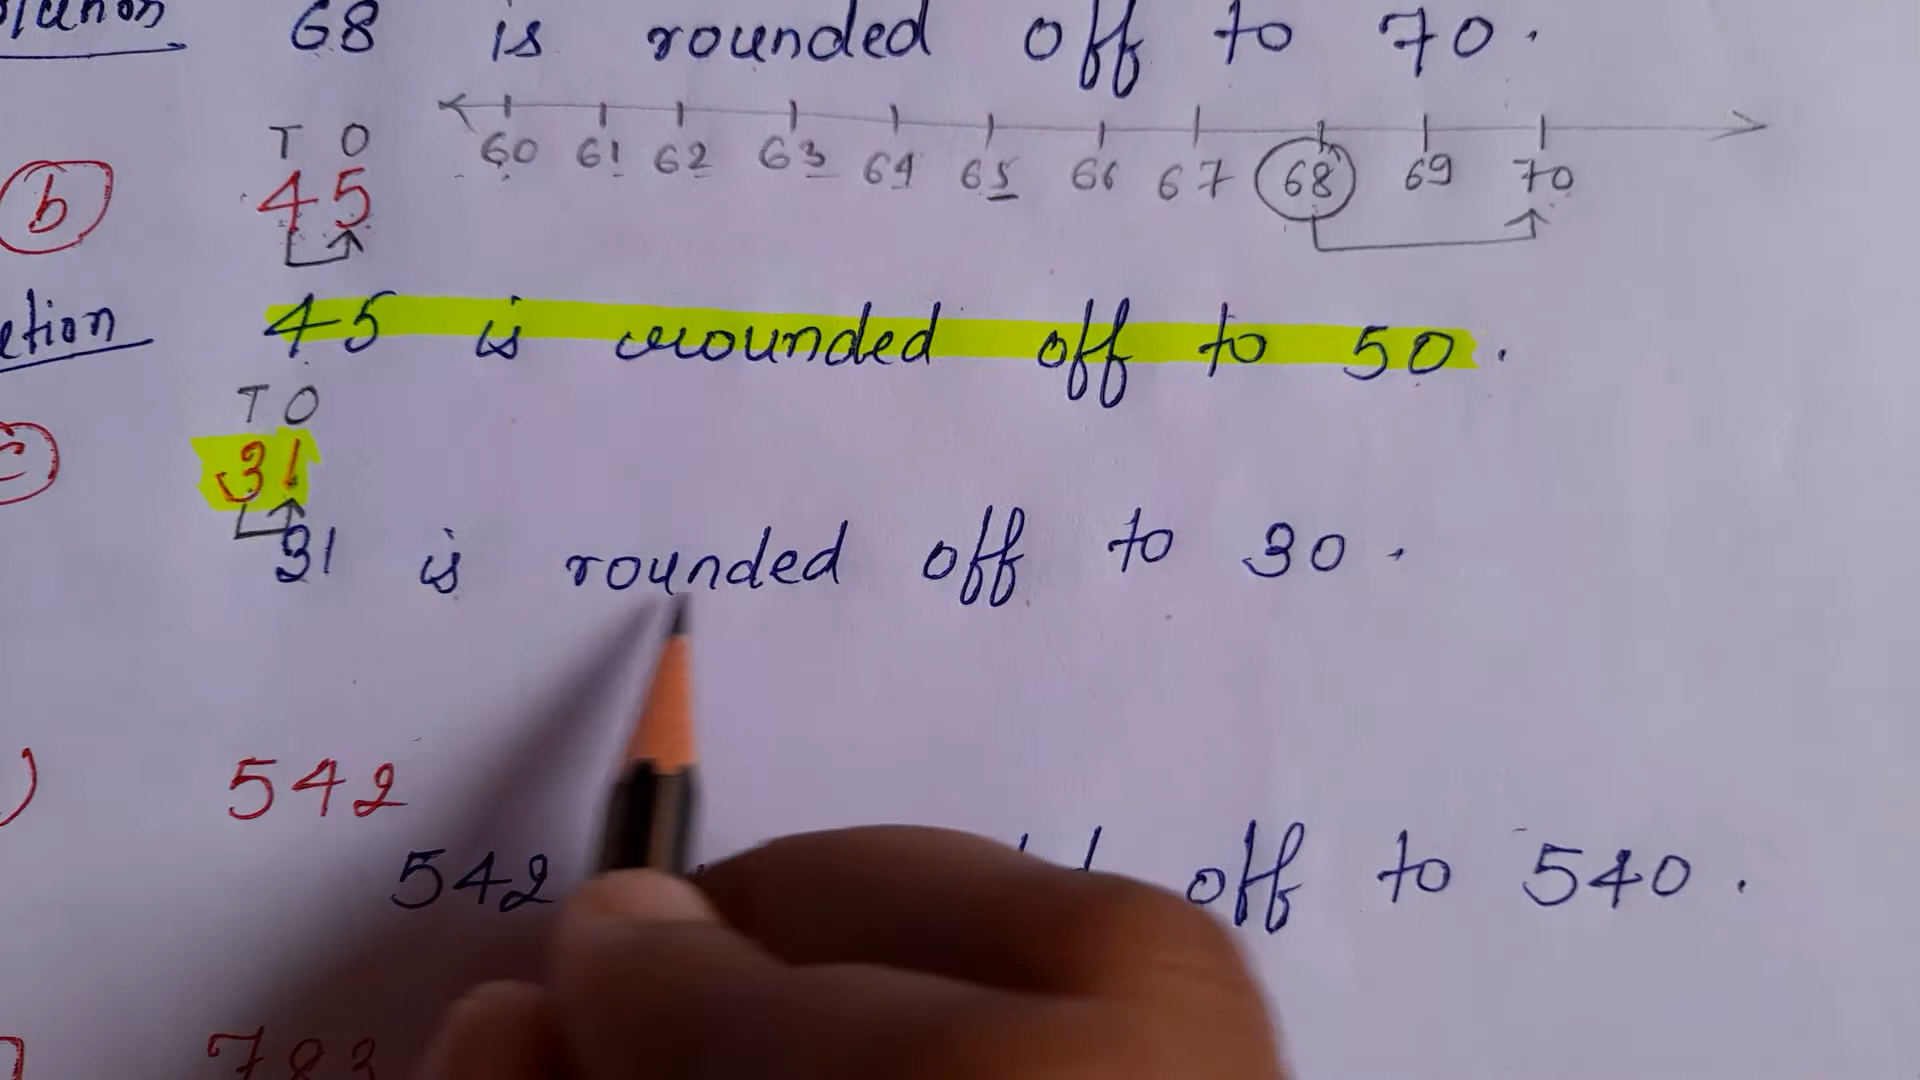 68 is rounded off to 70.
60 61 62 63 64 65 66 67 68 69 70
T O
b 45
45 is rounded off to 50.
T O
c 31
31 is rounded off to 30.
) 542
542 off to 540.
783